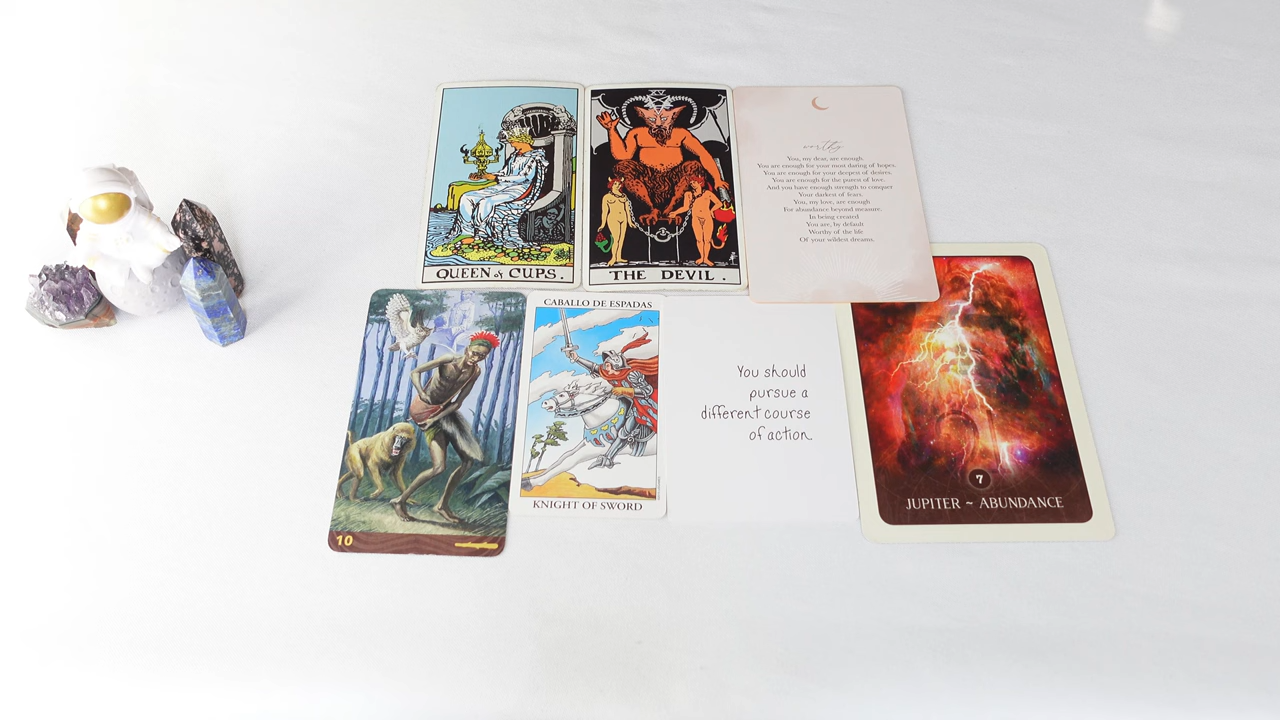 QUEEN of CUPS.
XV
THE DEVIL.
worthy
You, my dear, are enough.
You are enough for your most daring of hopes.
You are enough for your deepest of desires.
You are enough for the purest of love.
And you have enough strength to conquer
Your darkest of fears.
You, my love, are enough
For abundance beyond measure.
In being created
You are, by default
Worthy of the life
Of your wildest dreams.
10
CABALLO DE ESPADAS
KNIGHT OF SWORD
You should
pursue a
different course
of action.
7
JUPITER ~ ABUNDANCE